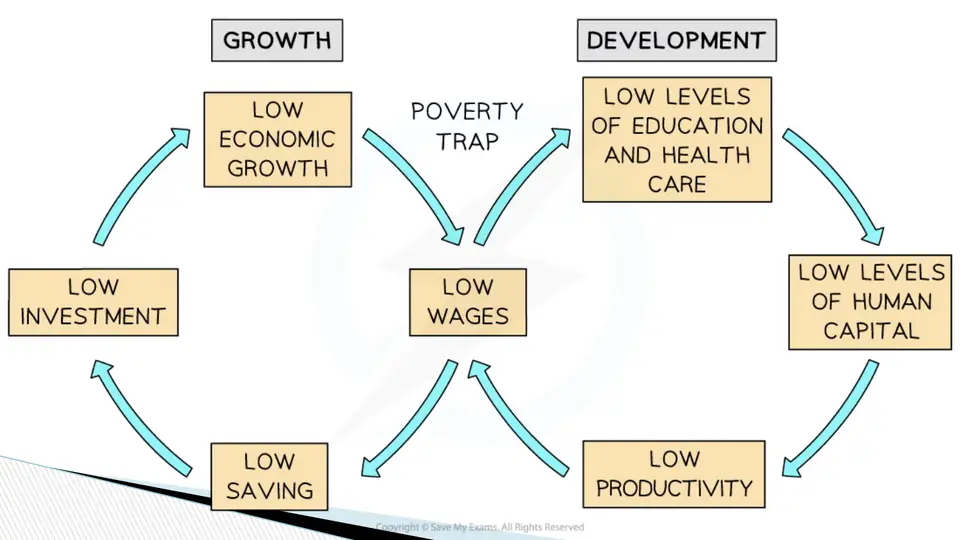 GROWTH
DEVELOPMENT
LOW
ECONOMIC
GROWTH
POVERTY
TRAP
LOW LEVELS
OF EDUCATION
AND HEALTH
CARE
LOW
INVESTMENT
LOW
WAGES
LOW LEVELS
OF HUMAN
CAPITAL
LOW
SAVING
LOW
PRODUCTIVITY
Copyright © Save My Exams. All Rights Reserved